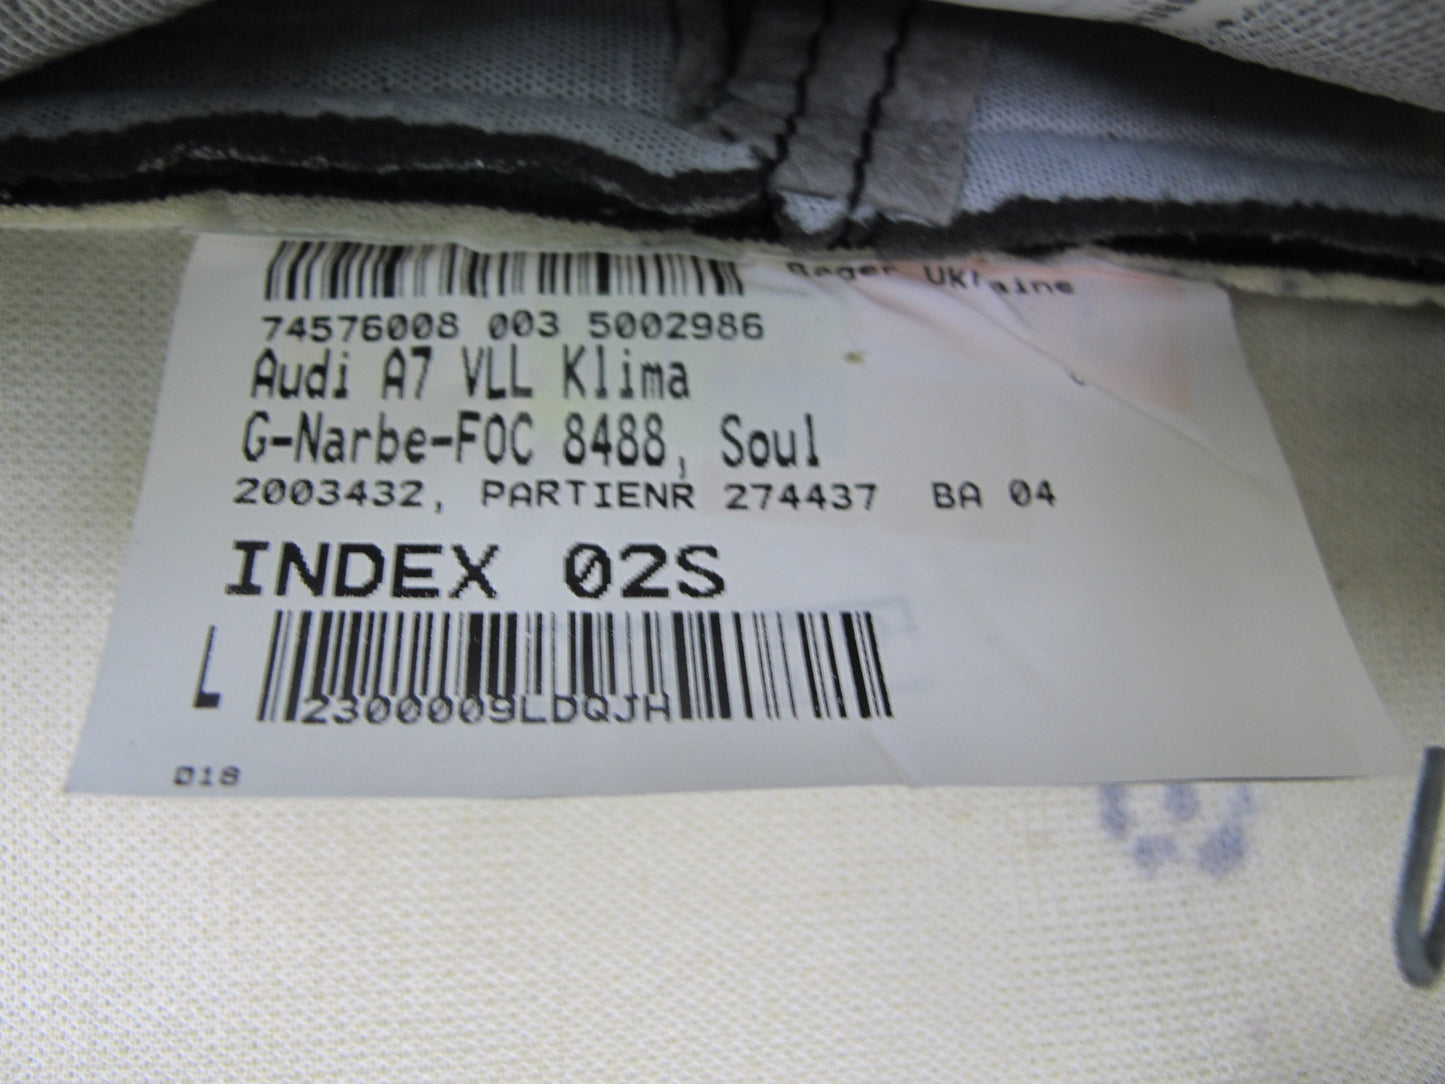 Boger Ukraine
74576008 003 5002986
Audi A7 VLL Klima
G-Narbe-FOC 8488, Soul
2003432, PARTIENR 274437 BA 04
INDEX 02S
L
2300009LDQJH
018